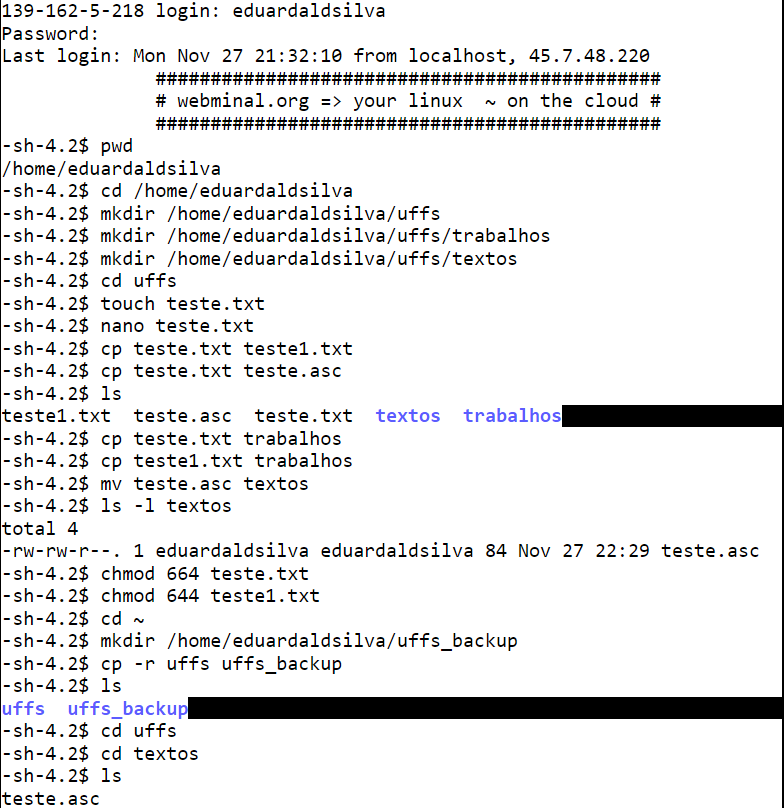 139-162-5-218 login: eduardaldsilva
Password:
Last login: Mon Nov 27 21:32:10 from localhost, 45.7.48.220
##############################################
# webminal.org => your linux  ~ on the cloud #
##############################################
-sh-4.2$ pwd
/home/eduardaldsilva
-sh-4.2$ cd /home/eduardaldsilva
-sh-4.2$ mkdir /home/eduardaldsilva/uffs
-sh-4.2$ mkdir /home/eduardaldsilva/uffs/trabalhos
-sh-4.2$ mkdir /home/eduardaldsilva/uffs/textos
-sh-4.2$ cd uffs
-sh-4.2$ touch teste.txt
-sh-4.2$ nano teste.txt
-sh-4.2$ cp teste.txt teste1.txt
-sh-4.2$ cp teste.txt teste.asc
-sh-4.2$ ls
teste1.txt  teste.asc  teste.txt  textos  trabalhos
-sh-4.2$ cp teste.txt trabalhos
-sh-4.2$ cp teste1.txt trabalhos
-sh-4.2$ mv teste.asc textos
-sh-4.2$ ls -l textos
total 4
-rw-rw-r--. 1 eduardaldsilva eduardaldsilva 84 Nov 27 22:29 teste.asc
-sh-4.2$ chmod 664 teste.txt
-sh-4.2$ chmod 644 teste1.txt
-sh-4.2$ cd ~
-sh-4.2$ mkdir /home/eduardaldsilva/uffs_backup
-sh-4.2$ cp -r uffs uffs_backup
-sh-4.2$ ls
uffs  uffs_backup
-sh-4.2$ cd uffs
-sh-4.2$ cd textos
-sh-4.2$ ls
teste.asc